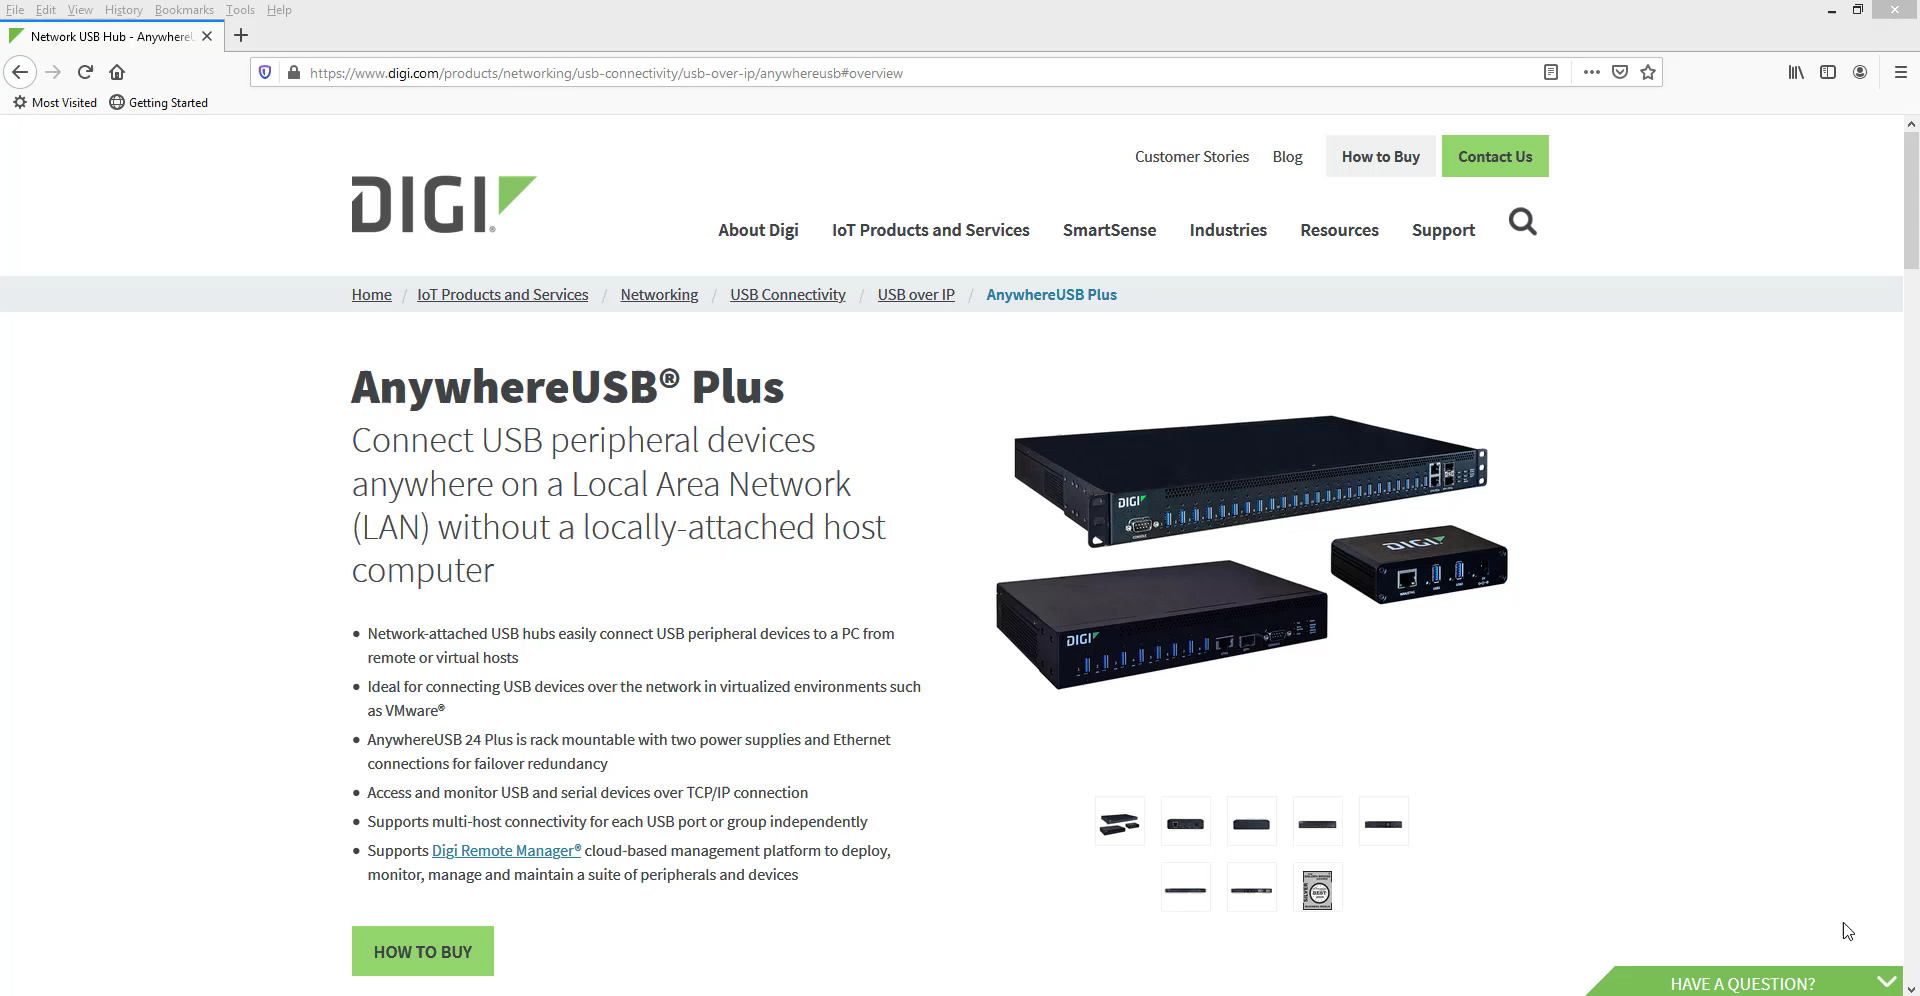 File Edit View History Bookmarks Tools Help
Network USB Hub - Anywhere
https://www.digi.com/products/networking/usb-connectivity/usb-over-ip/anywhereusb#overview
Most Visited Getting Started
Customer Stories Blog How to Buy Contact Us
DIGI®
About Digi IoT Products and Services SmartSense Industries Resources Support
Home / IoT Products and Services / Networking / USB Connectivity / USB over IP / AnywhereUSB Plus
AnywhereUSB® Plus
Connect USB peripheral devices
anywhere on a Local Area Network
(LAN) without a locally-attached host
computer
• Network-attached USB hubs easily connect USB peripheral devices to a PC from
remote or virtual hosts
• Ideal for connecting USB devices over the network in virtualized environments such
as VMware®
• AnywhereUSB 24 Plus is rack mountable with two power supplies and Ethernet
connections for failover redundancy
• Access and monitor USB and serial devices over TCP/IP connection
• Supports multi-host connectivity for each USB port or group independently
• Supports Digi Remote Manager® cloud-based management platform to deploy,
monitor, manage and maintain a suite of peripherals and devices
HOW TO BUY
DIGI
DIGI
DIGI
SILVER
BEST
HAVE A QUESTION?